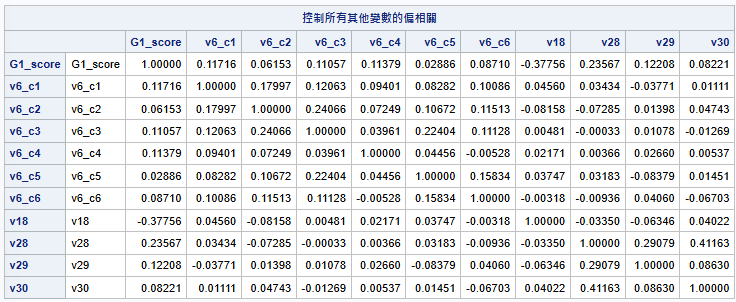 控制所有其他變數的偏相關
G1_score v6_c1 v6_c2 v6_c3 v6_c4 v6_c5 v6_c6 v18 v28 v29 v30
G1_score G1_score 1.00000 0.11716 0.06153 0.11057 0.11379 0.02886 0.08710 -0.37756 0.23567 0.12208 0.08221
v6_c1 v6_c1 0.11716 1.00000 0.17997 0.12063 0.09401 0.08282 0.10086 0.04560 0.03434 -0.03771 0.01111
v6_c2 v6_c2 0.06153 0.17997 1.00000 0.24066 0.07249 0.10672 0.11513 -0.08158 -0.07285 0.01398 0.04743
v6_c3 v6_c3 0.11057 0.12063 0.24066 1.00000 0.03961 0.22404 0.11128 0.00481 -0.00033 0.01078 -0.01269
v6_c4 v6_c4 0.11379 0.09401 0.07249 0.03961 1.00000 0.04456 -0.00528 0.02171 0.00366 0.02660 0.00537
v6_c5 v6_c5 0.02886 0.08282 0.10672 0.22404 0.04456 1.00000 0.15834 0.03747 0.03183 -0.08379 0.01451
v6_c6 v6_c6 0.08710 0.10086 0.11513 0.11128 -0.00528 0.15834 1.00000 -0.00318 -0.00936 0.04060 -0.06703
v18 v18 -0.37756 0.04560 -0.08158 0.00481 0.02171 0.03747 -0.00318 1.00000 -0.03350 -0.06346 0.04022
v28 v28 0.23567 0.03434 -0.07285 -0.00033 0.00366 0.03183 -0.00936 -0.03350 1.00000 0.29079 0.41163
v29 v29 0.12208 -0.03771 0.01398 0.01078 0.02660 -0.08379 0.04060 -0.06346 0.29079 1.00000 0.08630
v30 v30 0.08221 0.01111 0.04743 -0.01269 0.00537 0.01451 -0.06703 0.04022 0.41163 0.08630 1.00000